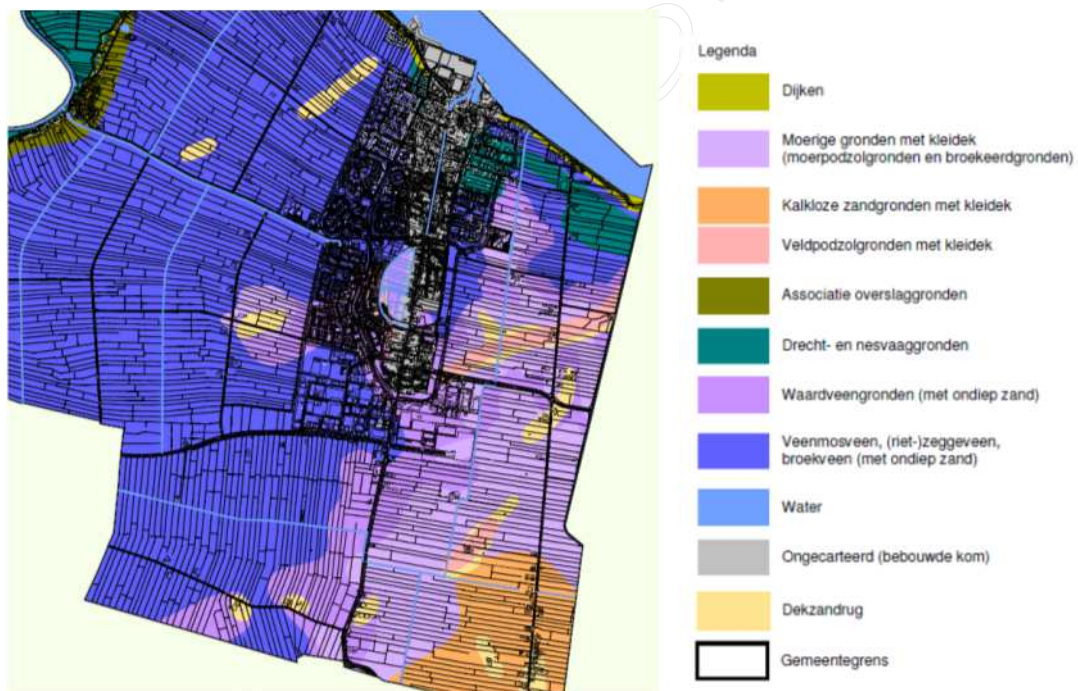 Legenda
Dijken
Moerige gronden met kleidek
(moerpodzolgronden en broekeerdgronden)
Kalkloze zandgronden met kleidek
Veldpodzolgronden met kleidek
Associatie overslaggronden
Drecht- en nesvaaggronden
Waardveengronden (met ondiep zand)
Veenmosveen, (riet-)zeggeveen,
broekveen (met ondiep zand)
Water
Ongecarteerd (bebouwde kom)
Dekzandrug
Gemeentegrens